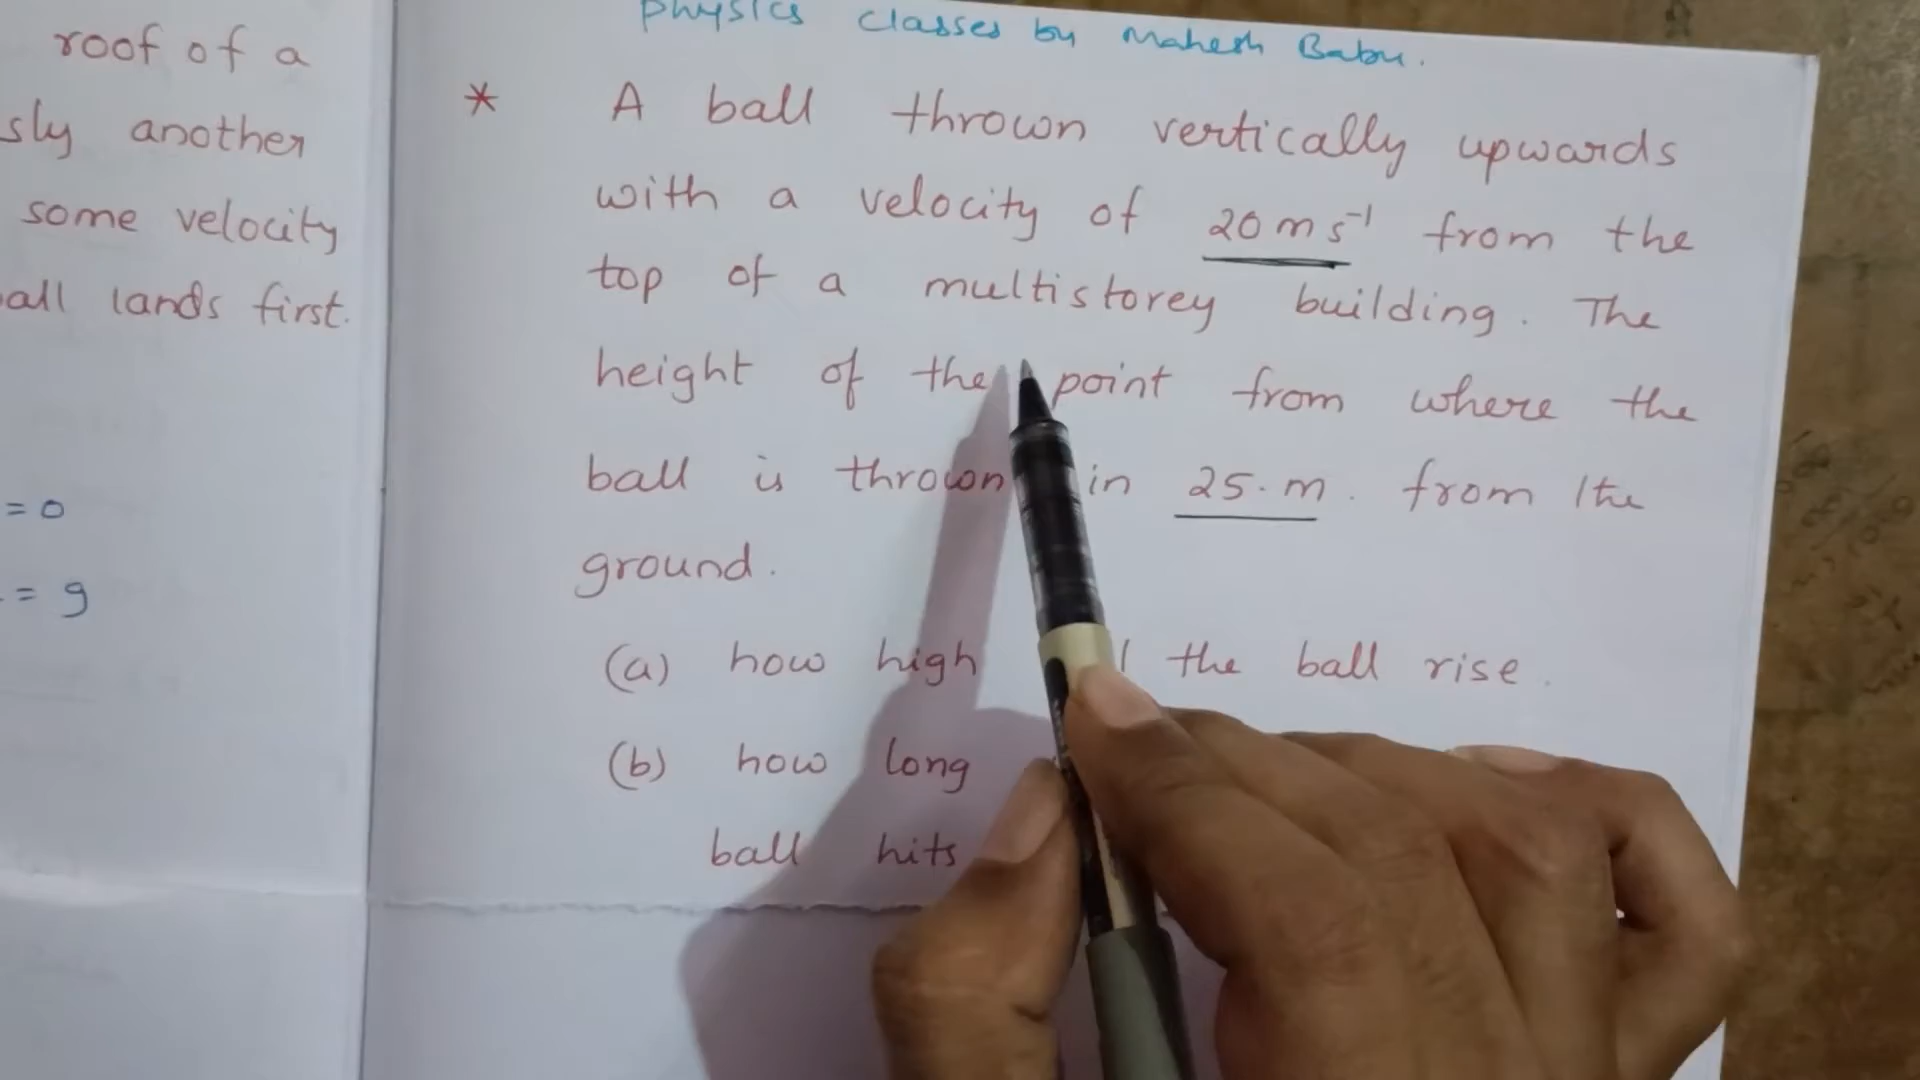 roof of a
sly another
some velocity
all lands first.
= 0
= g
Physics classes by Mahesh Babu.
* A ball thrown vertically upwards
with a velocity of 20 m s⁻¹ from the
top of a multistorey building. The
height of the point from where the
ball is thrown in 25.m. from the
ground.
(a) how high the ball rise.
(b) how long
ball hits